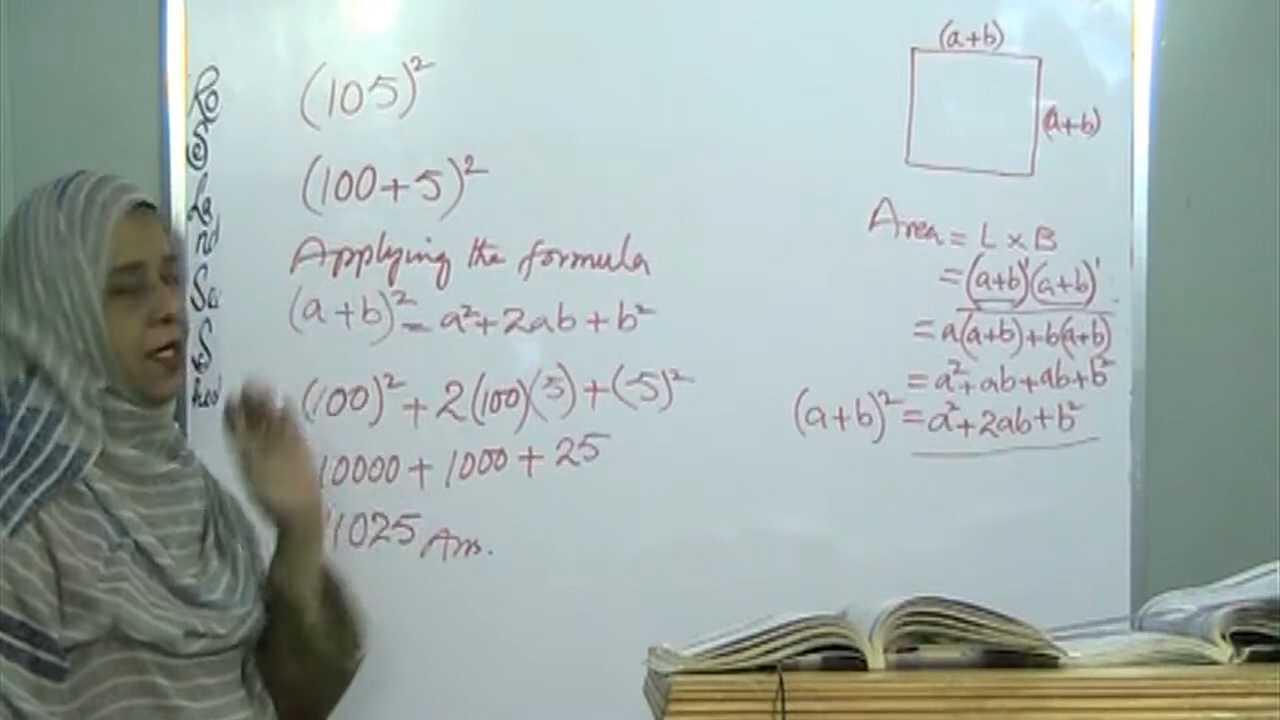 (105)²
(100+5)²
Applying the formula
(a+b)² = a²+2ab+b²
(100)²+2(100)(5)+(5)²
10000+1000+25
11025 Ans.
(a+b)
(a+b)
Area = L × B
=(a+b)(a+b)
=a(a+b)+b(a+b)
=a²+ab+ab+b²
(a+b)²=a²+2ab+b²